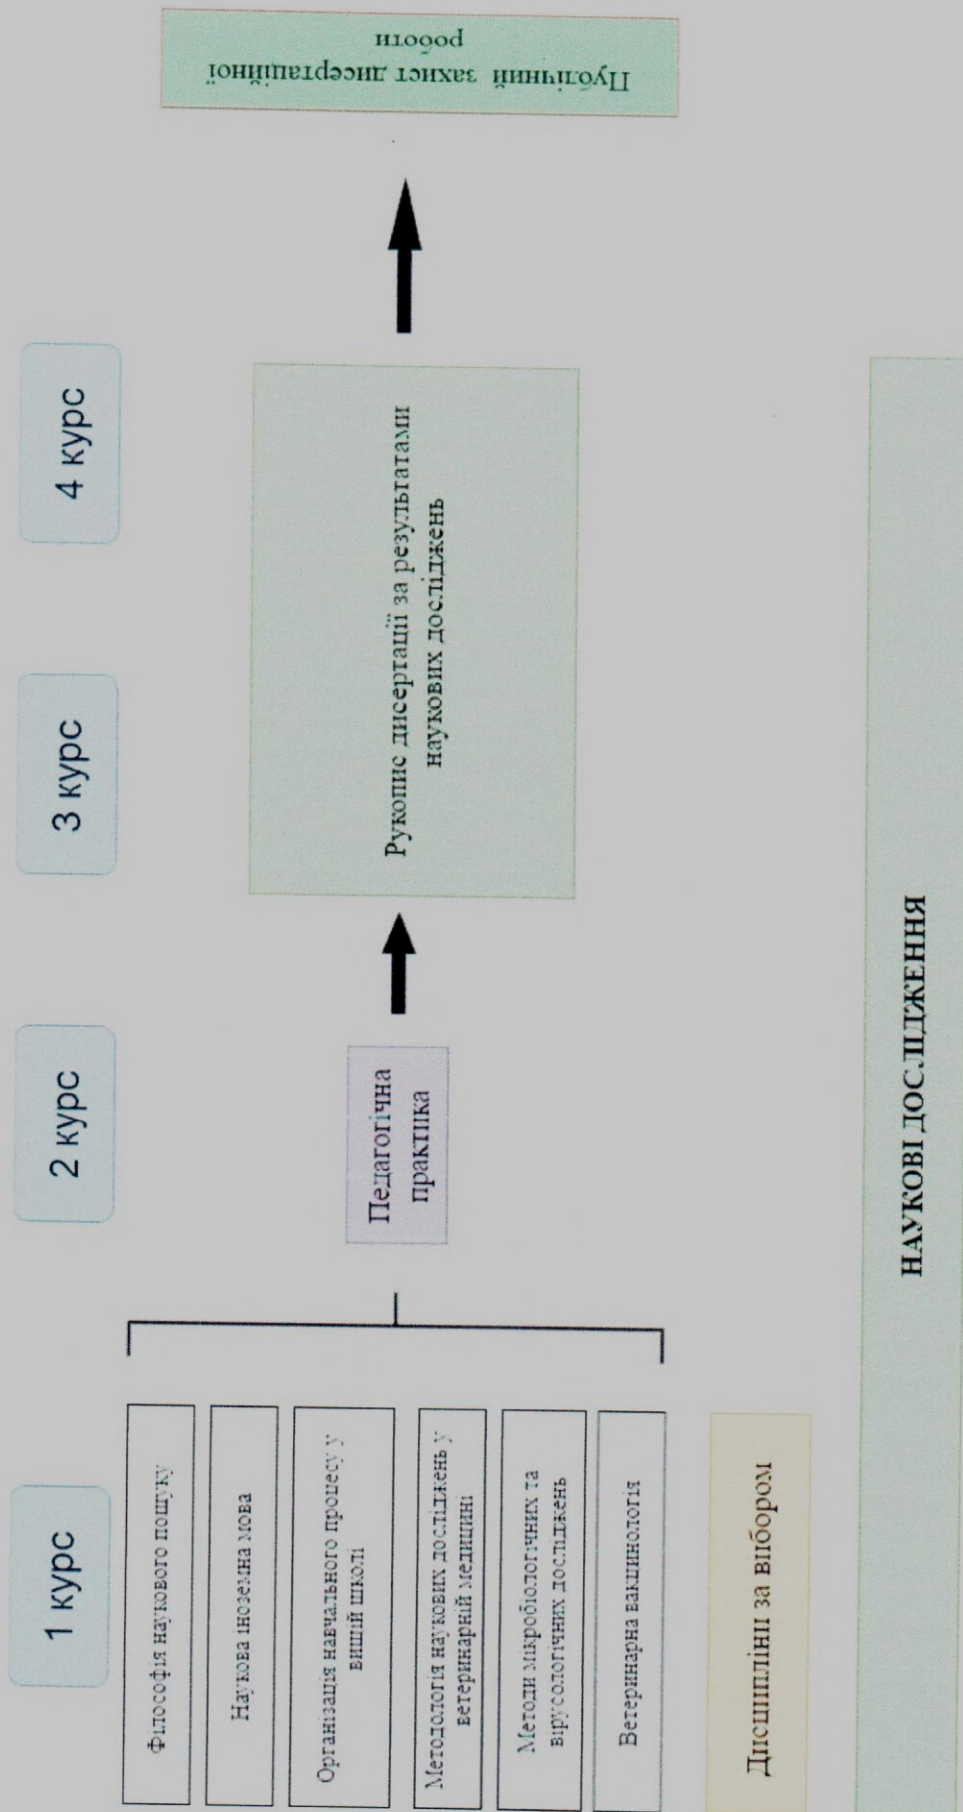 1 курс
2 курс
3 курс
4 курс
Філософія наукового пошуку
Наукова іноземна мова
Організація навчального процесу у
вищій школі
Методологія наукових досліджень у
ветеринарній медицині
Методи мікробіологічних та
вірусологічних досліджень
Ветеринарна вакцинологія
Дисципліни за вибором
Педагогічна
практика
Рукопис дисертації за результатами
наукових досліджень
Публічний захист дисертаційної
роботи
НАУКОВІ ДОСЛІДЖЕННЯ